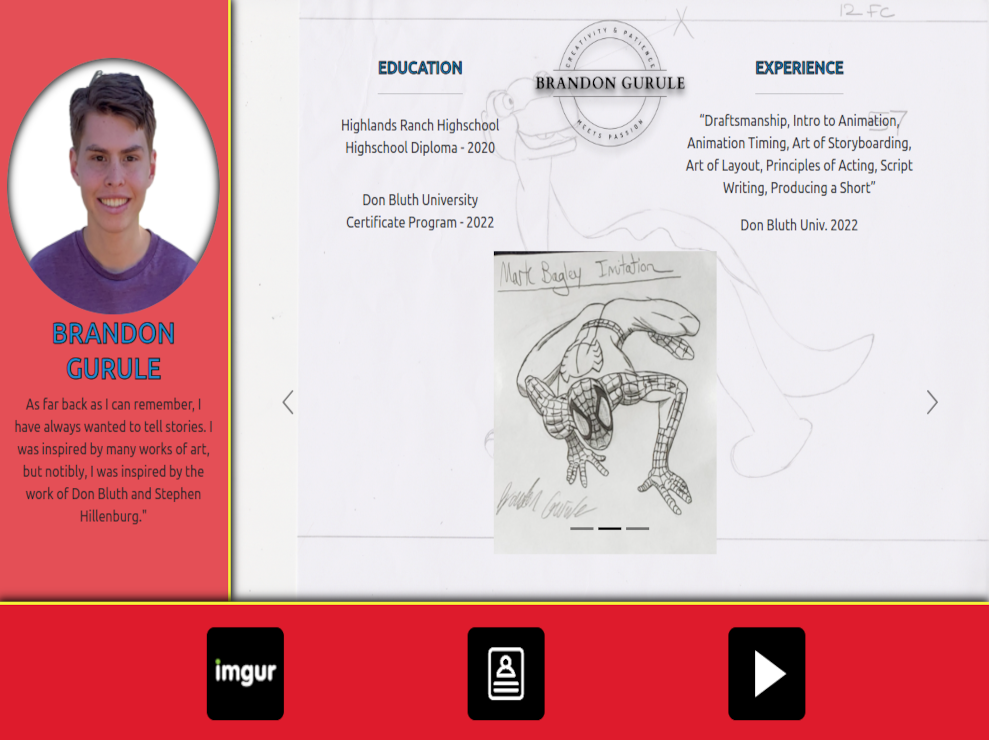 12 FC
X
CREATIVITY & PATIENCE
BRANDON GURULE
MEETS PASSION
EDUCATION
Highlands Ranch Highschool
Highschool Diploma - 2020
Don Bluth University
Certificate Program - 2022
EXPERIENCE
"Draftsmanship, Intro to Animation,
Animation Timing, Art of Storyboarding,
Art of Layout, Principles of Acting, Script
Writing, Producing a Short"
Don Bluth Univ. 2022
Mark Bagley Imitation
Brandon Gurule
BRANDON
GURULE
As far back as I can remember, I
have always wanted to tell stories. I
was inspired by many works of art,
but notibly, I was inspired by the
work of Don Bluth and Stephen
Hillenburg."
imgur